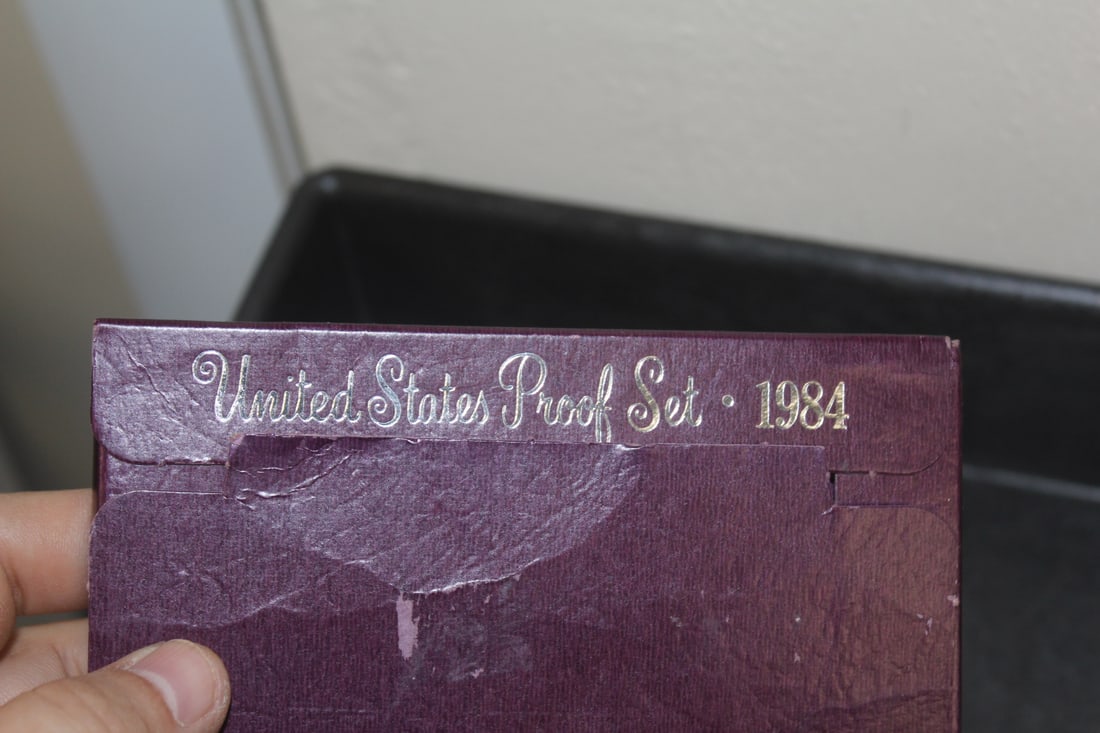 United States Proof Set · 1984